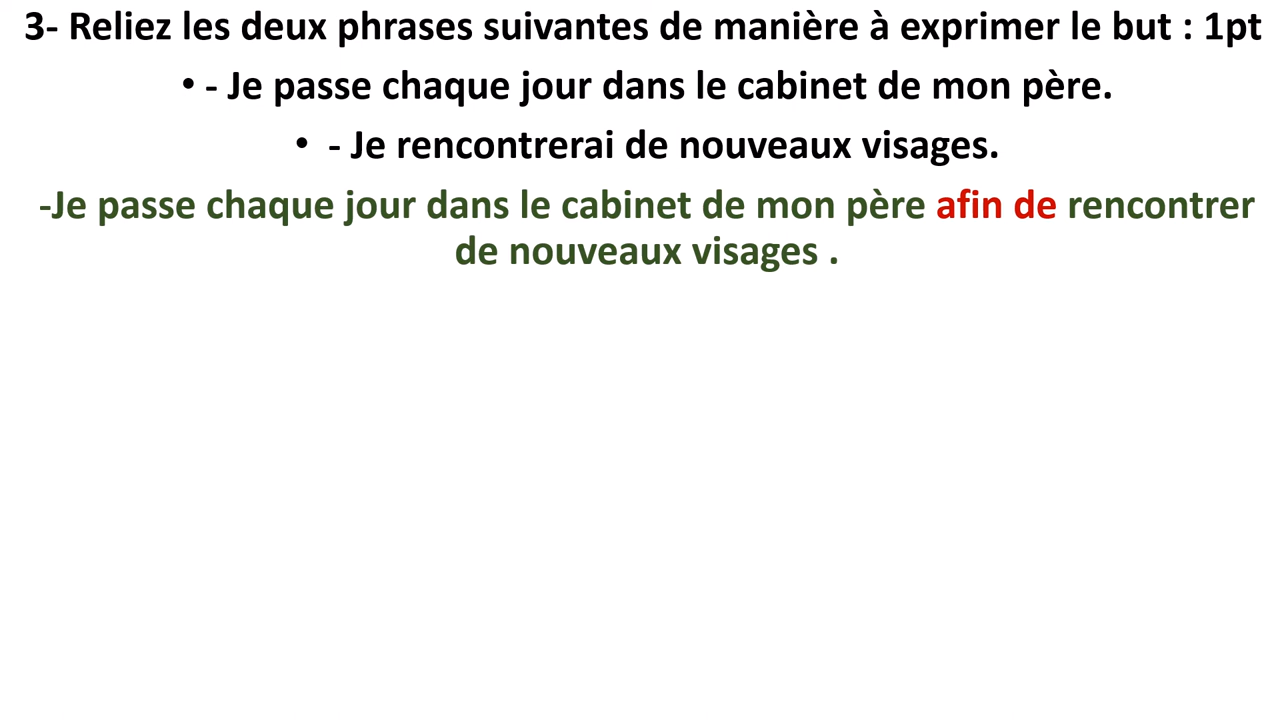 3- Reliez les deux phrases suivantes de manière à exprimer le but : 1pt
• - Je passe chaque jour dans le cabinet de mon père.
• - Je rencontrerai de nouveaux visages.
-Je passe chaque jour dans le cabinet de mon père afin de rencontrer
de nouveaux visages .